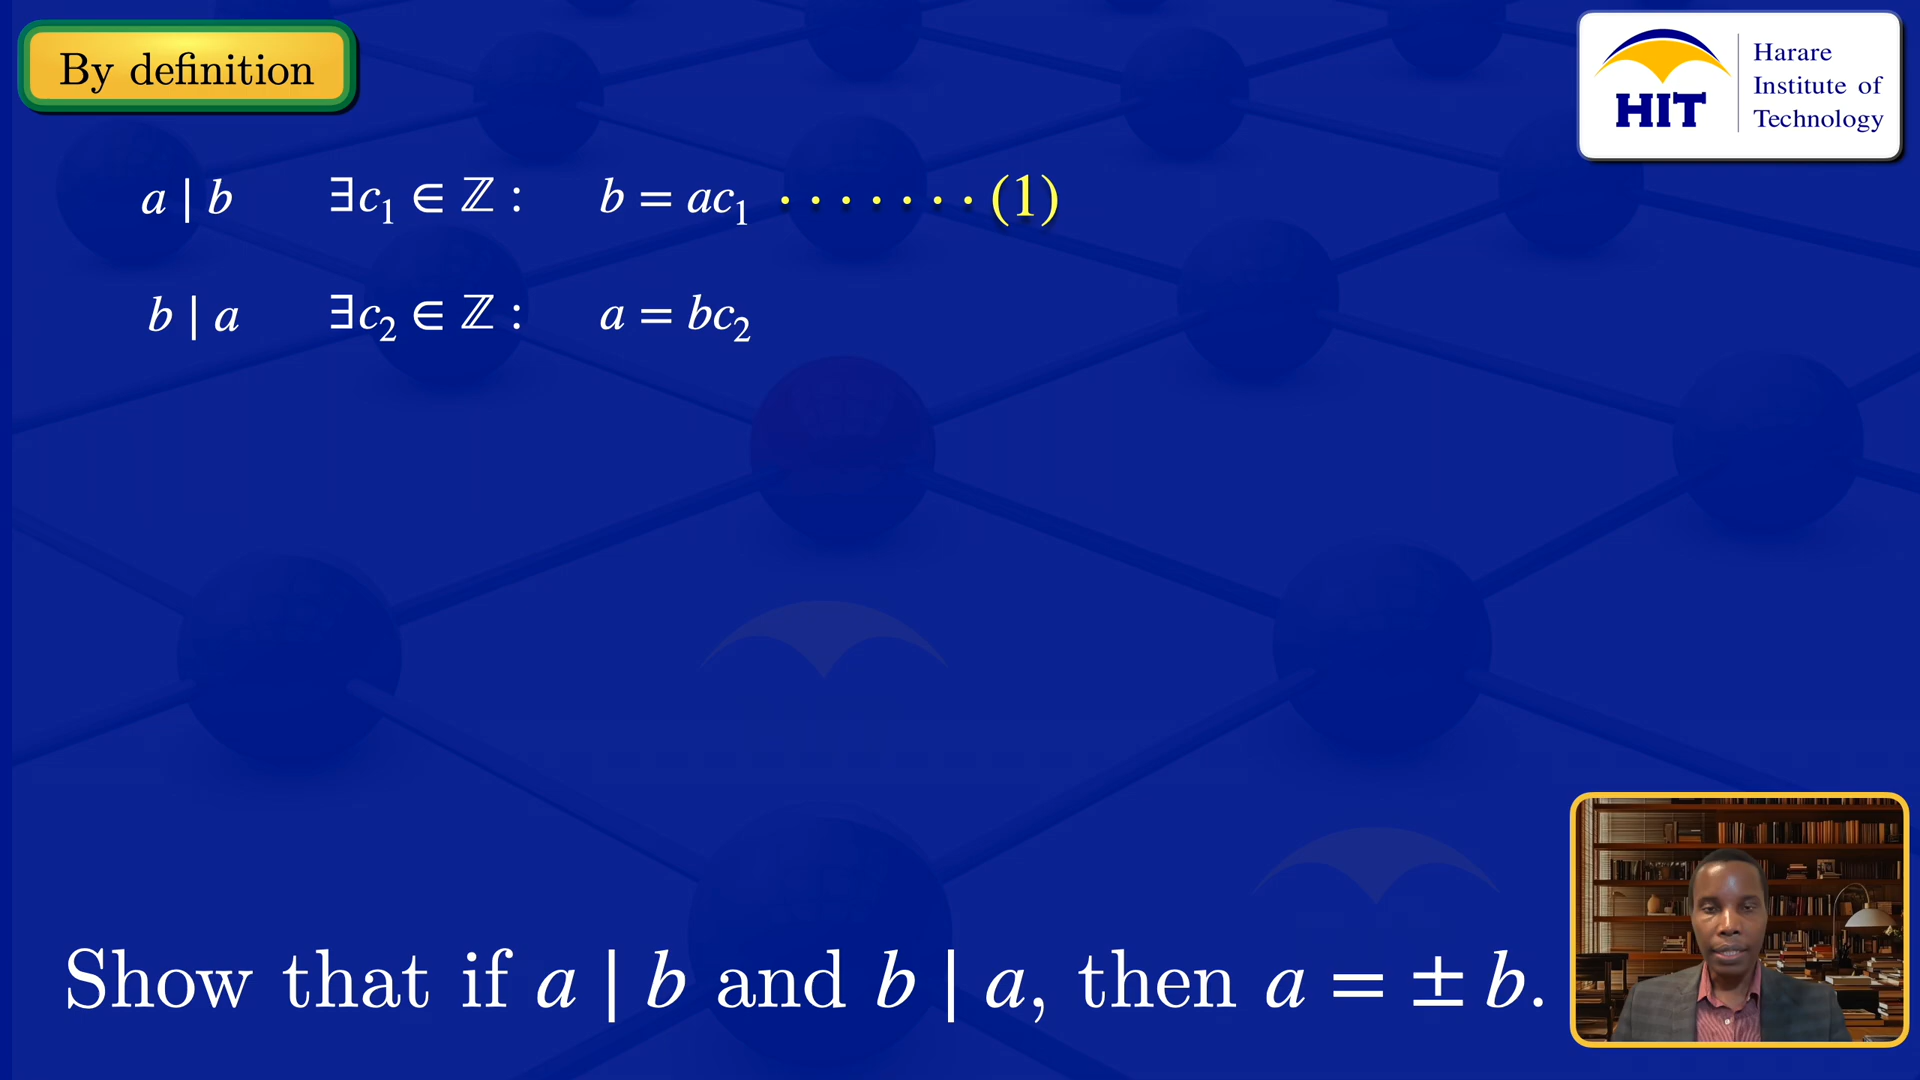 By definition
HIT
Harare
Institute of
Technology
a | b ∃c₁ ∈ ℤ : b = ac₁ · · · · · · · (1)
b | a ∃c₂ ∈ ℤ : a = bc₂
Show that if a | b and b | a, then a = ± b.